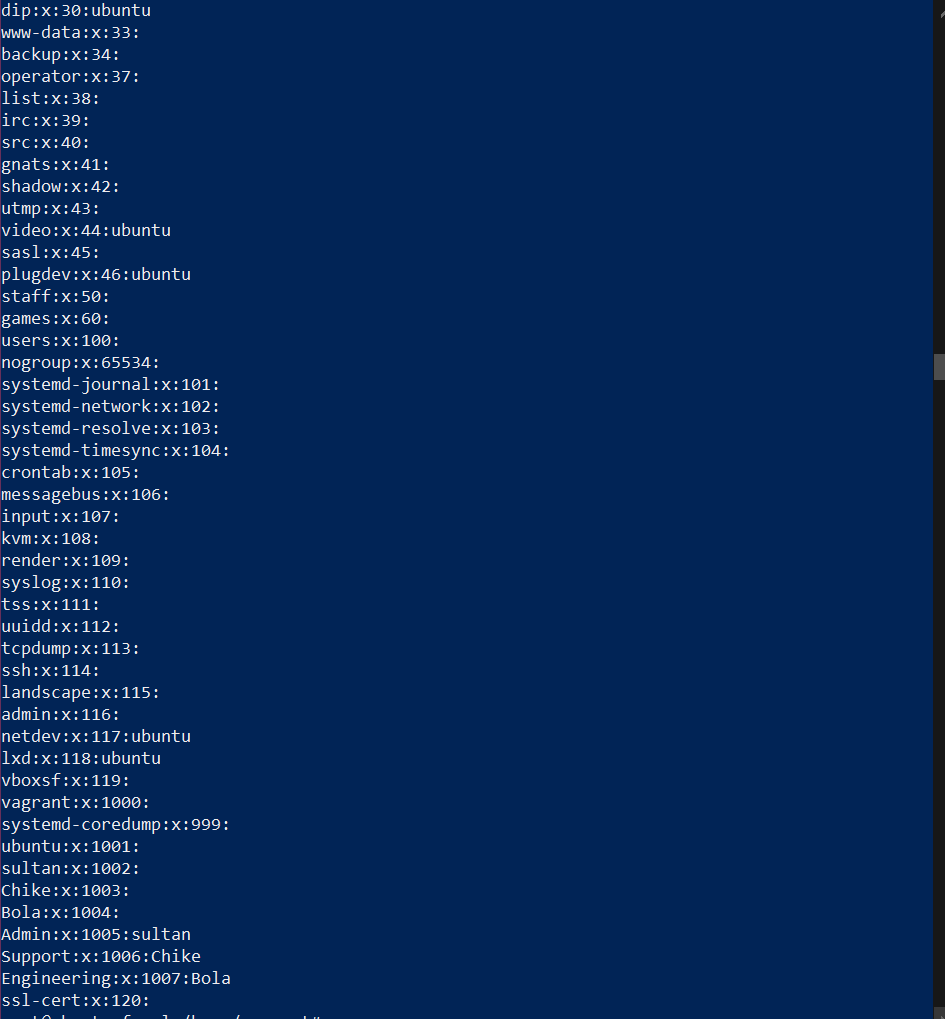 dip:x:30:ubuntu
www-data:x:33:
backup:x:34:
operator:x:37:
list:x:38:
irc:x:39:
src:x:40:
gnats:x:41:
shadow:x:42:
utmp:x:43:
video:x:44:ubuntu
sasl:x:45:
plugdev:x:46:ubuntu
staff:x:50:
games:x:60:
users:x:100:
nogroup:x:65534:
systemd-journal:x:101:
systemd-network:x:102:
systemd-resolve:x:103:
systemd-timesync:x:104:
crontab:x:105:
messagebus:x:106:
input:x:107:
kvm:x:108:
render:x:109:
syslog:x:110:
tss:x:111:
uuidd:x:112:
tcpdump:x:113:
ssh:x:114:
landscape:x:115:
admin:x:116:
netdev:x:117:ubuntu
lxd:x:118:ubuntu
vboxsf:x:119:
vagrant:x:1000:
systemd-coredump:x:999:
ubuntu:x:1001:
sultan:x:1002:
Chike:x:1003:
Bola:x:1004:
Admin:x:1005:sultan
Support:x:1006:Chike
Engineering:x:1007:Bola
ssl-cert:x:120: